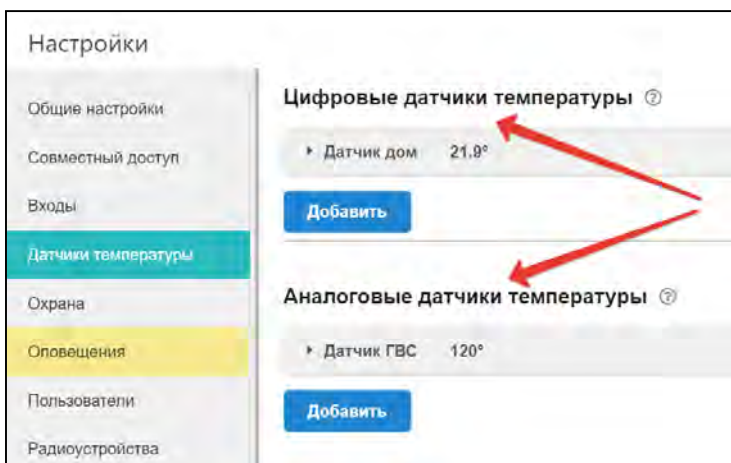 Настройки
Общие настройки
Совместный доступ
Входы
Датчики температуры
Охрана
Оповещения
Пользователи
Радиоустройства
Цифровые датчики температуры ?
Датчик дом 21.9°
Добавить
Аналоговые датчики температуры ?
Датчик ГВС 120°
Добавить